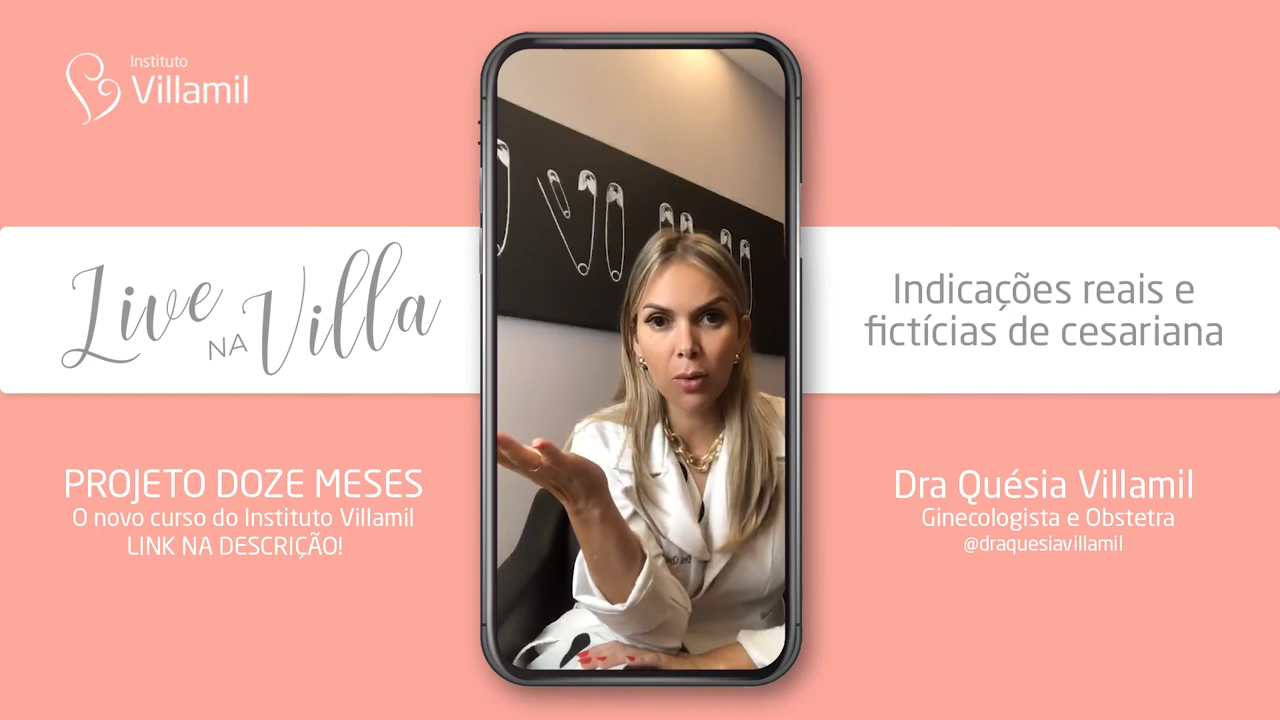 Instituto
Villamil
Live NA Villa
PROJETO DOZE MESES
O novo curso do Instituto Villamil
LINK NA DESCRIÇÃO!
Indicações reais e
fictícias de cesariana
Dra Quésia Villamil
Ginecologista e Obstetra
@draquesiavillamil